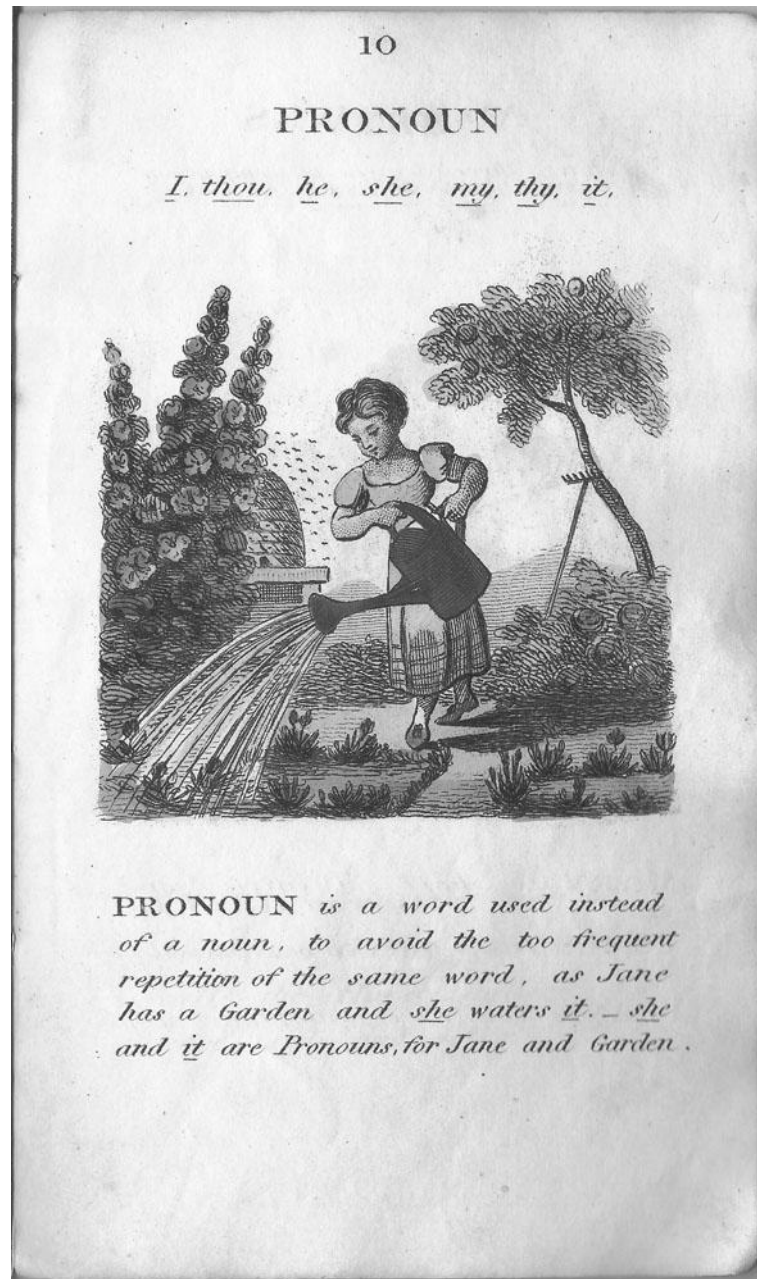 10
PRONOUN
I, thou, he, she, my, thy, it,
PRONOUN is a word used instead
of a noun, to avoid the too frequent
repetition of the same word, as Jane
has a Garden and she waters it. _ she
and it are Pronouns, for Jane and Garden.